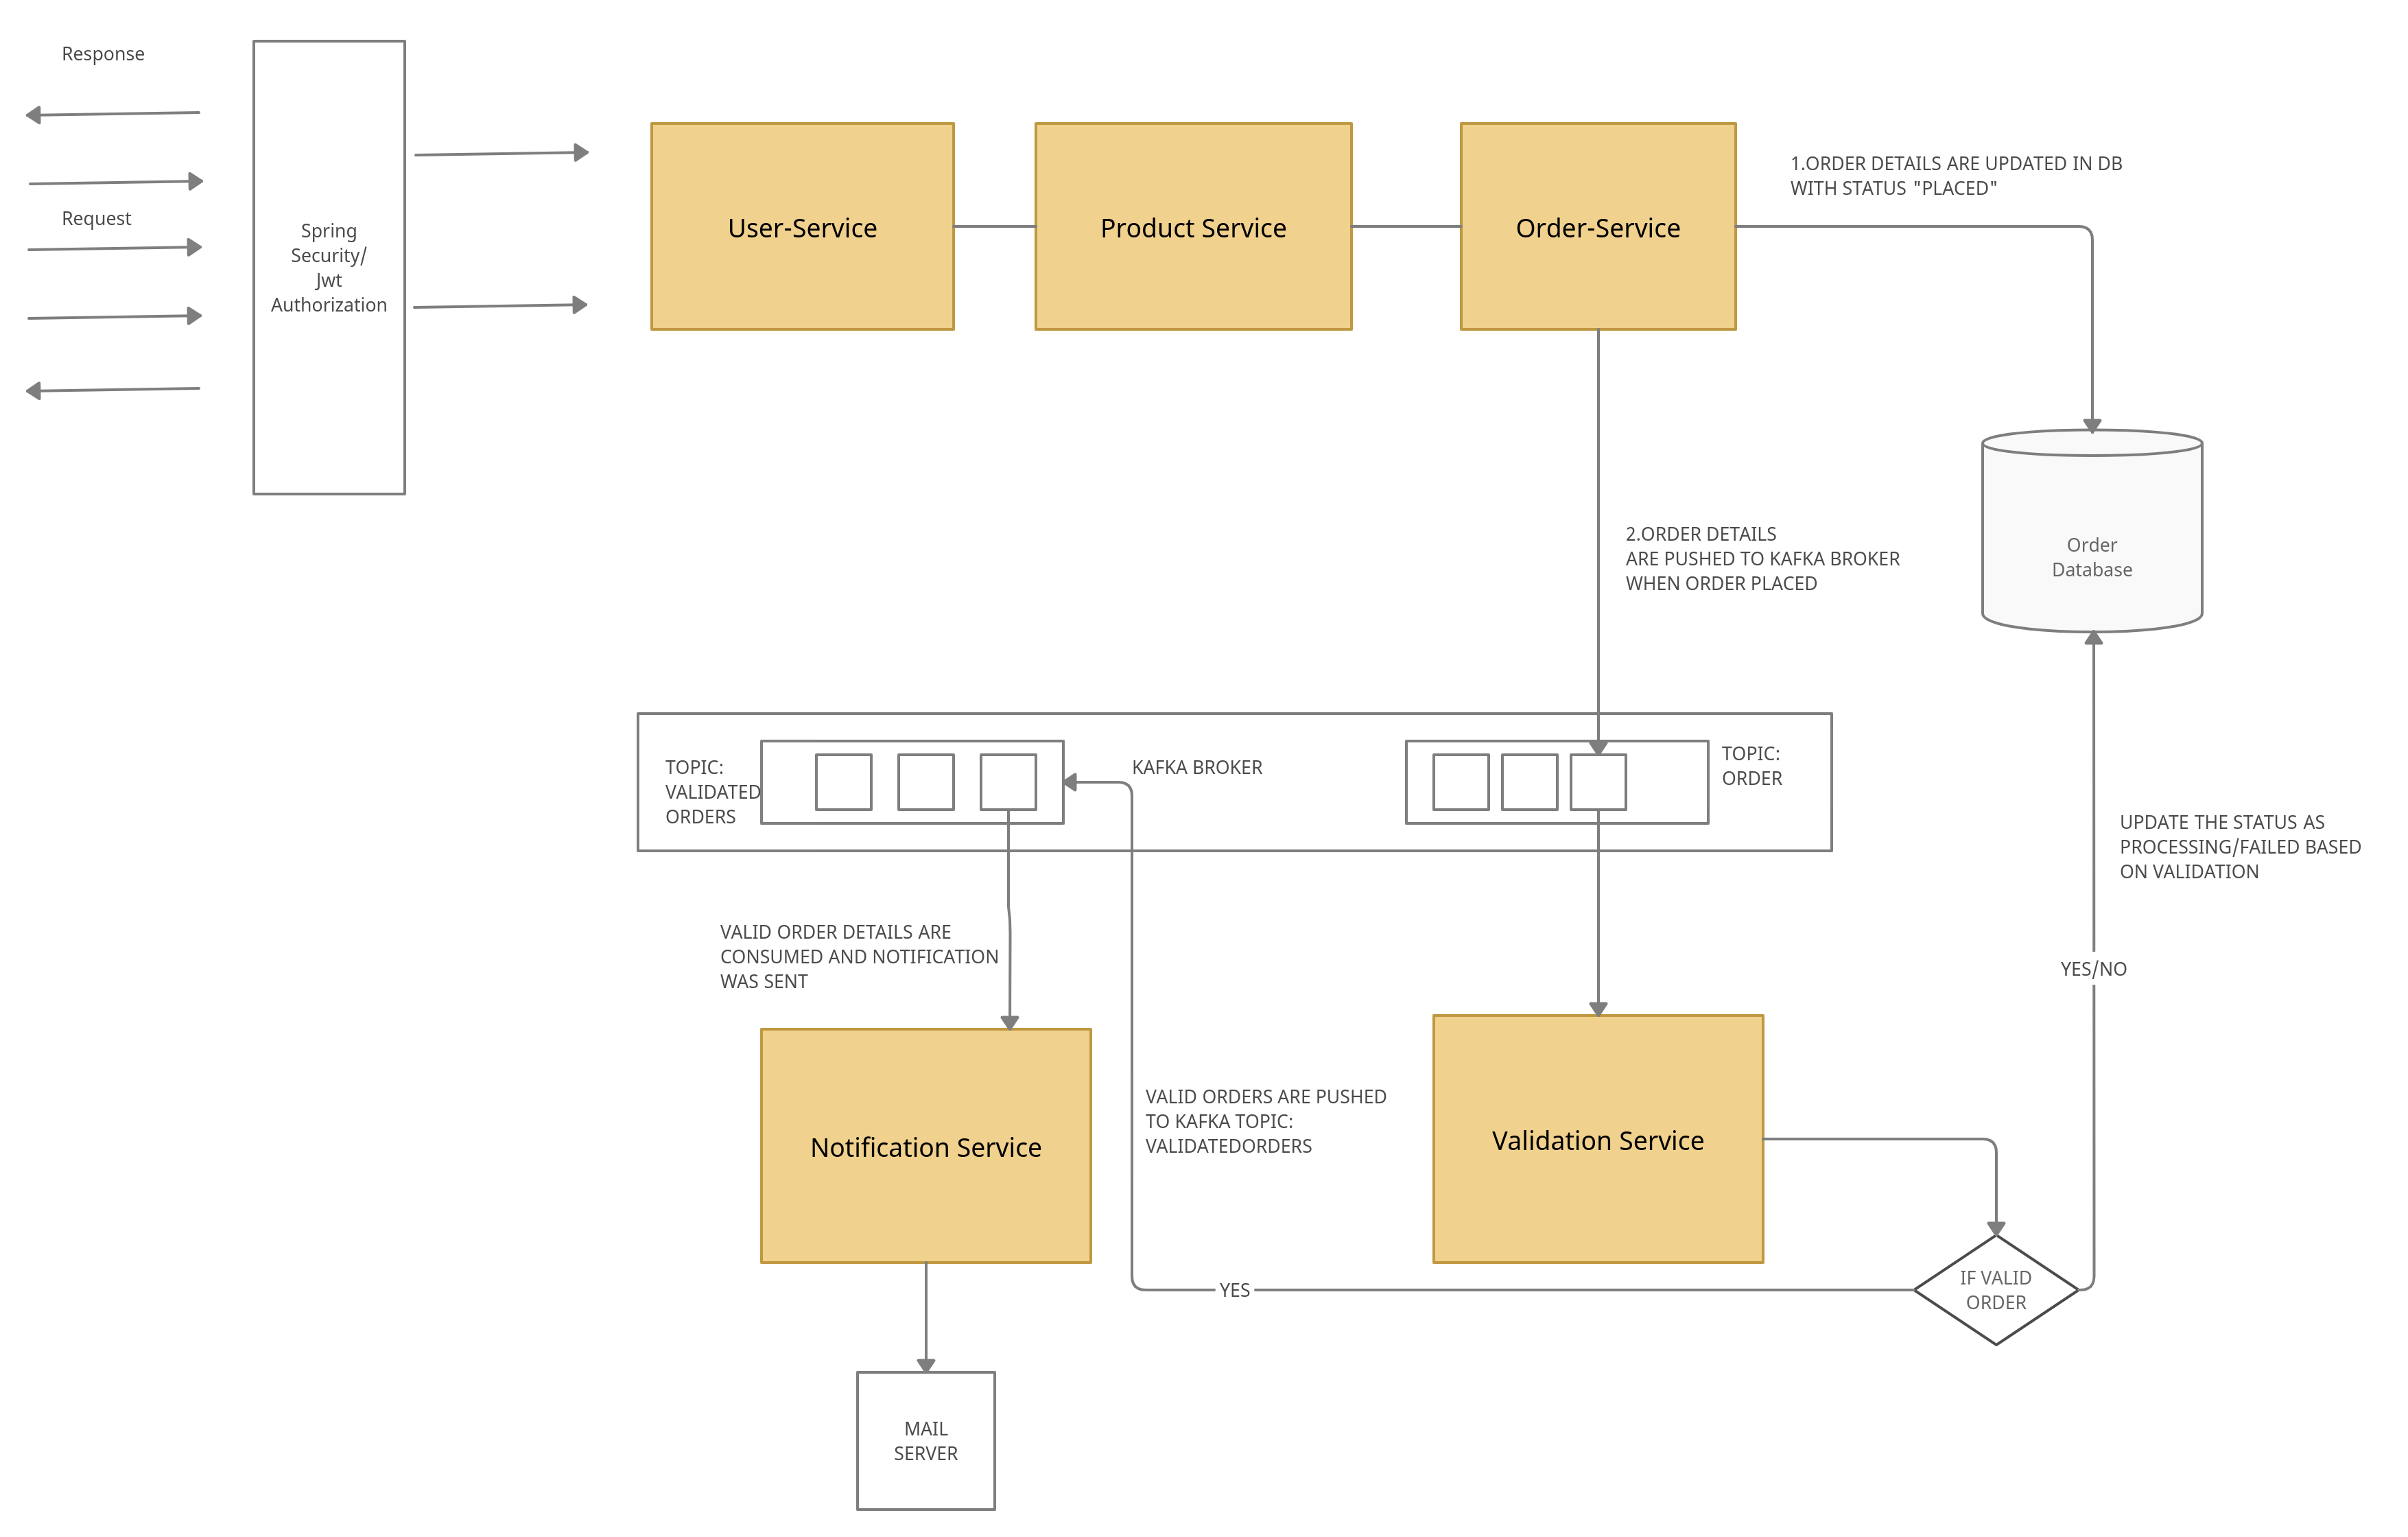 Response
Request
Spring
Security/
Jwt
Authorization
User-Service
Product Service
Order-Service
1.ORDER DETAILS ARE UPDATED IN DB
WITH STATUS "PLACED"
Order
Database
2.ORDER DETAILS
ARE PUSHED TO KAFKA BROKER
WHEN ORDER PLACED
TOPIC:
VALIDATED
ORDERS
KAFKA BROKER
TOPIC:
ORDER
UPDATE THE STATUS AS
PROCESSING/FAILED BASED
ON VALIDATION
VALID ORDER DETAILS ARE
CONSUMED AND NOTIFICATION
WAS SENT
YES/NO
Notification Service
VALID ORDERS ARE PUSHED
TO KAFKA TOPIC:
VALIDATEDORDERS
Validation Service
YES
IF VALID
ORDER
MAIL
SERVER